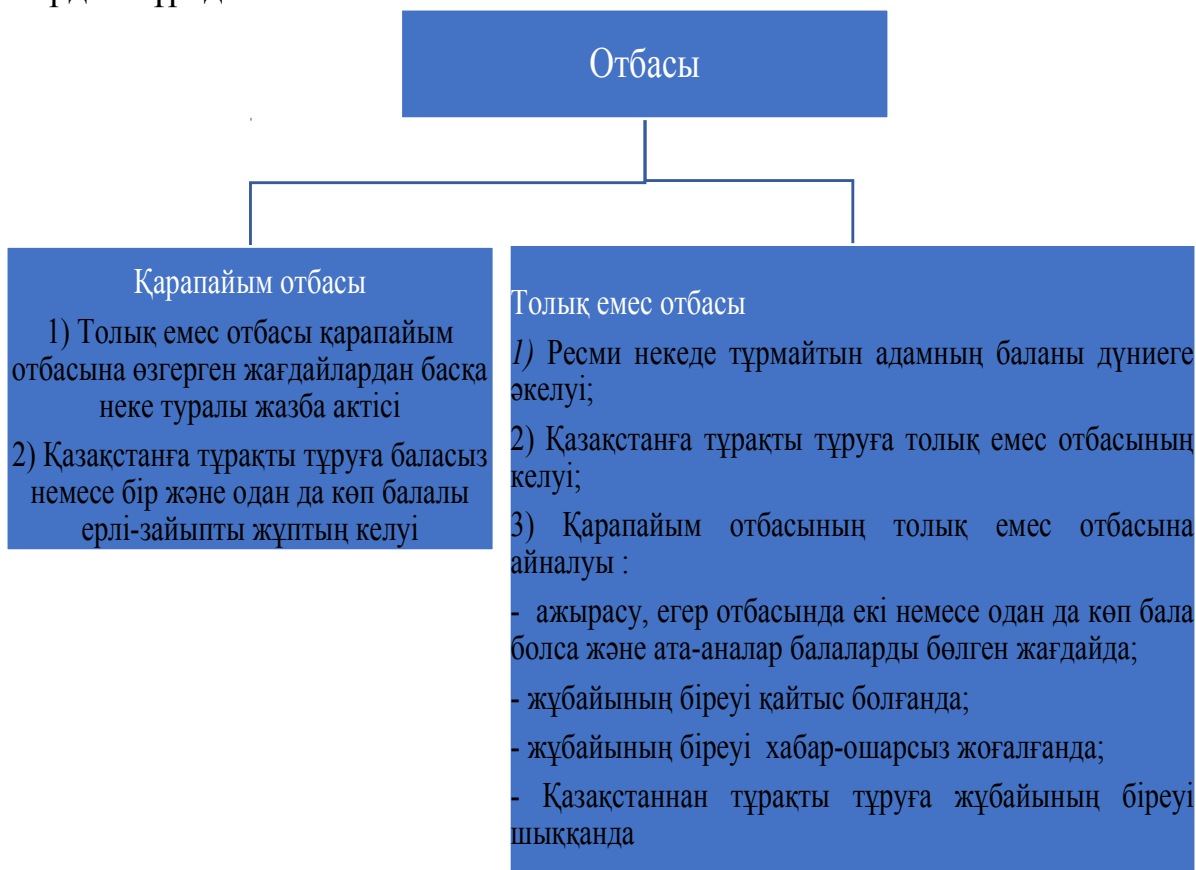 Отбасы
Қарапайым отбасы
1) Толық емес отбасы қарапайым
отбасына өзгерген жағдайлардан басқа
неке туралы жазба актісі
2) Қазақстанға тұрақты тұруға баласыз
немесе бір және одан да көп балалы
ерлі-зайыпты жұптың келуі
Толық емес отбасы
1) Ресми некеде тұрмайтын адамның баланы дүниеге
әкелуі;
2) Қазақстанға тұрақты тұруға толық емес отбасының
келуі;
3) Қарапайым отбасының толық емес отбасына
айналуы :
- ажырасу, егер отбасында екі немесе одан да көп бала
болса және ата-аналар балаларды бөлген жағдайда;
- жұбайының біреуі қайтыс болғанда;
- жұбайының біреуі хабар-ошарсыз жоғалғанда;
- Қазақстаннан тұрақты тұруға жұбайының біреуі
шыққанда